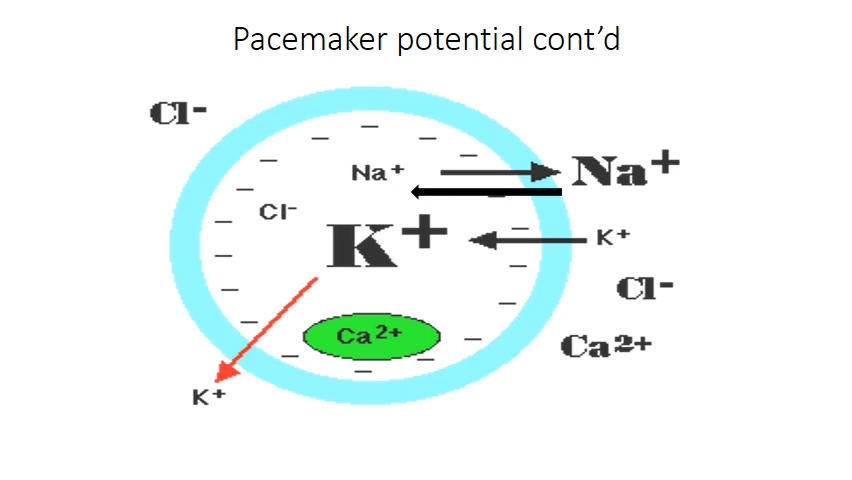 Pacemaker potential cont’d
Cl-
Na+
Na+
Cl-
K+
K+
Cl-
Ca2+
Ca2+
K+